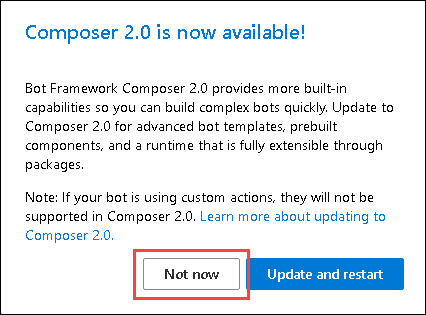 Composer 2.0 is now available!
Bot Framework Composer 2.0 provides more built-in
capabilities so you can build complex bots quickly. Update to
Composer 2.0 for advanced bot templates, prebuilt
components, and a runtime that is fully extensible through
packages.
Note: If your bot is using custom actions, they will not be
supported in Composer 2.0. Learn more about updating to
Composer 2.0.
Not now
Update and restart